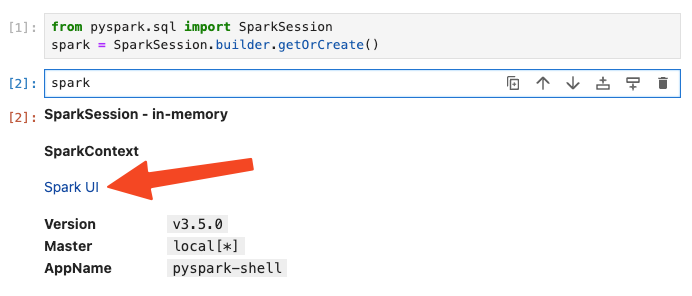 [1]: from pyspark.sql import SparkSession
spark = SparkSession.builder.getOrCreate()
[2]: spark
[2]: SparkSession - in-memory
SparkContext
Spark UI
Version v3.5.0
Master local[*]
AppName pyspark-shell